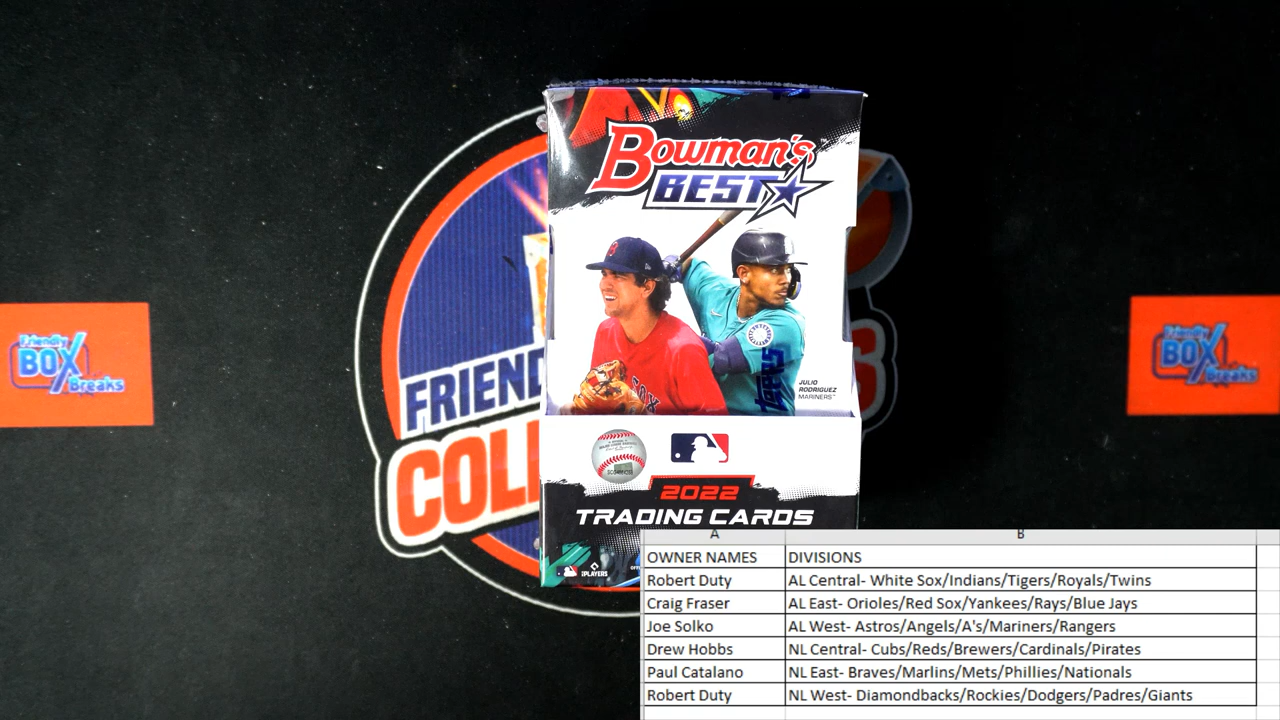 Bowman's
BEST
JULIO
RODRIGUEZ
MARINERS
2022
TRADING CARDS
PLAYERS
FRIEND
COLL
Friendly
BOX
Breaks
Friendly
BOX
Breaks
A B
OWNER NAMES DIVISIONS
Robert Duty AL Central- White Sox/Indians/Tigers/Royals/Twins
Craig Fraser AL East- Orioles/Red Sox/Yankees/Rays/Blue Jays
Joe Solko AL West- Astros/Angels/A's/Mariners/Rangers
Drew Hobbs NL Central- Cubs/Reds/Brewers/Cardinals/Pirates
Paul Catalano NL East- Braves/Marlins/Mets/Phillies/Nationals
Robert Duty NL West- Diamondbacks/Rockies/Dodgers/Padres/Giants